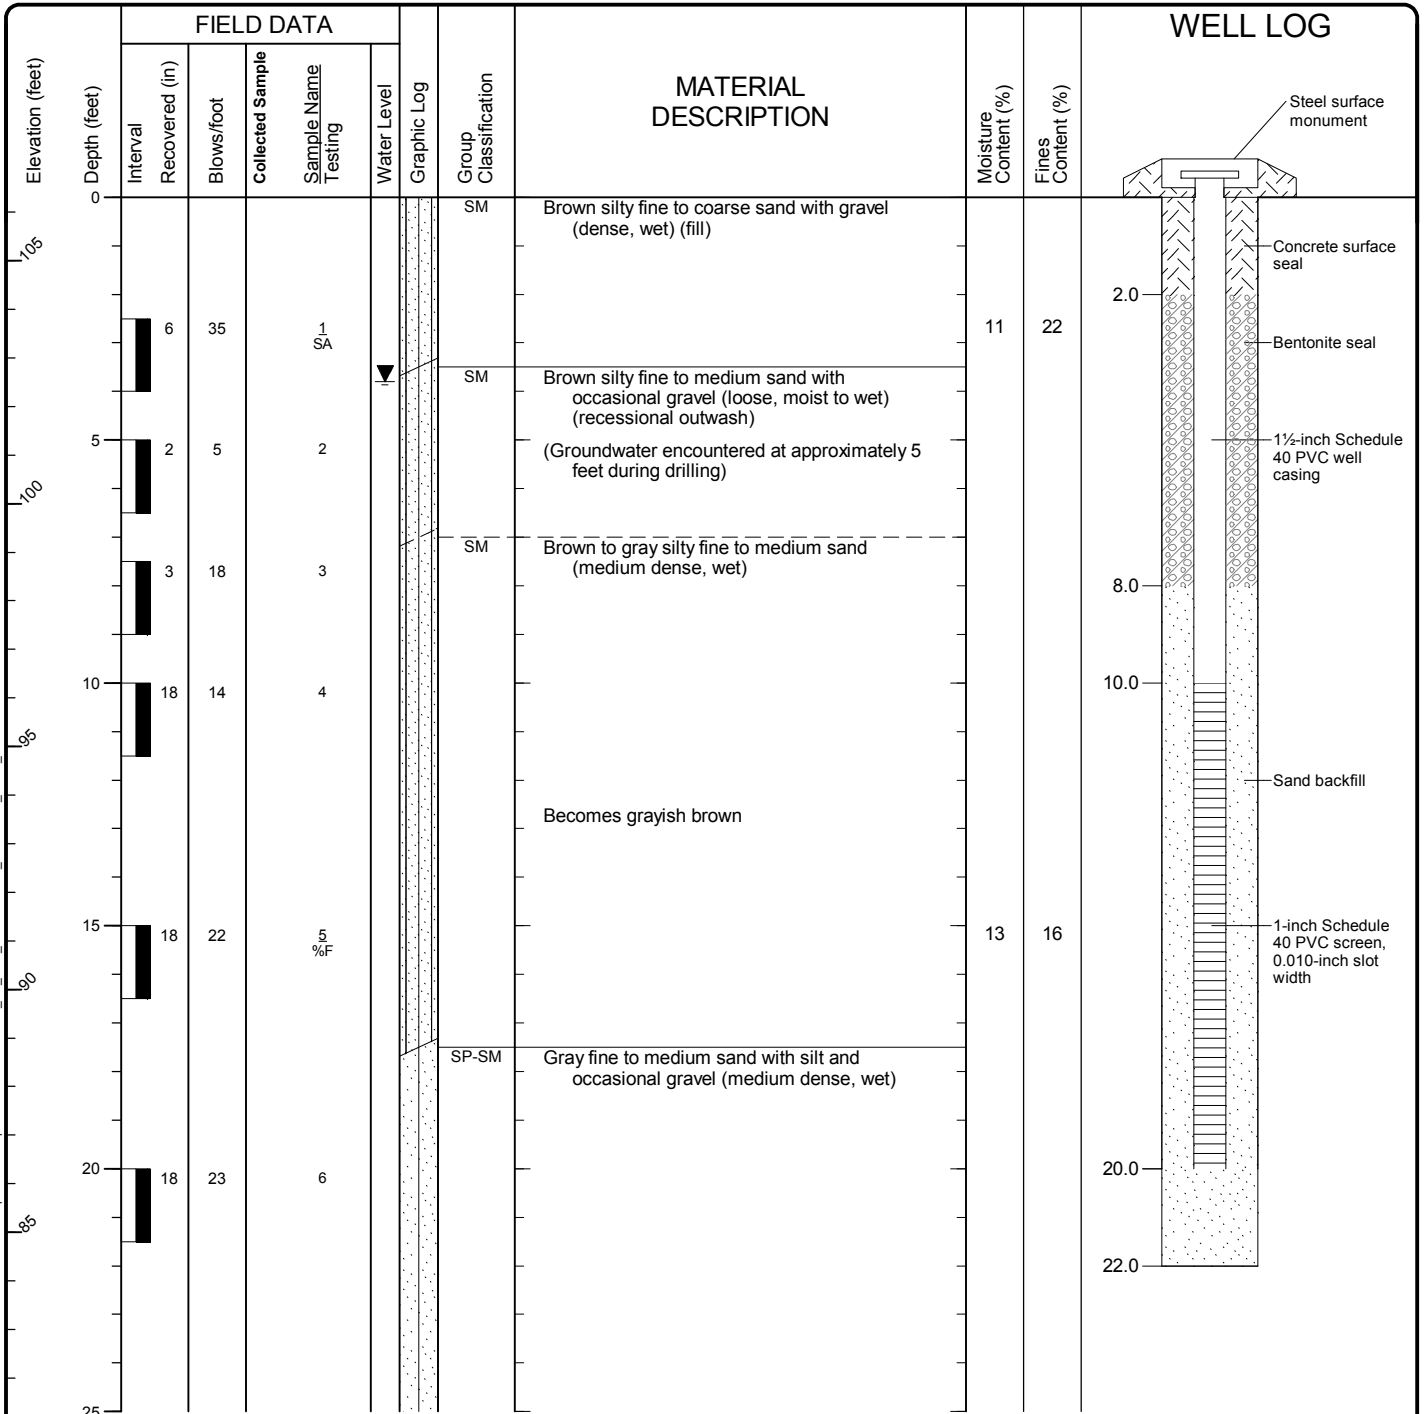 FIELD DATA
WELL LOG
Elevation (feet)
Depth (feet)
Interval
Recovered (in)
Blows/foot
Collected Sample
Sample Name
Testing
Water Level
Graphic Log
Group
Classification
MATERIAL
DESCRIPTION
Moisture
Content (%)
Fines
Content (%)
Steel surface
monument
0
SM
Brown silty fine to coarse sand with gravel
(dense, wet) (fill)
105
Concrete surface
seal
2.0
6
35
1
SA
11
22
Bentonite seal
SM
Brown silty fine to medium sand with
occasional gravel (loose, moist to wet)
(recessional outwash)
5
2
5
2
(Groundwater encountered at approximately 5
feet during drilling)
1½-inch Schedule
40 PVC well
casing
100
SM
Brown to gray silty fine to medium sand
(medium dense, wet)
3
18
3
8.0
10
18
14
4
10.0
95
Sand backfill
Becomes grayish brown
15
18
22
5
%F
13
16
1-inch Schedule
40 PVC screen,
0.010-inch slot
width
90
SP-SM
Gray fine to medium sand with silt and
occasional gravel (medium dense, wet)
20
18
23
6
20.0
85
22.0
25